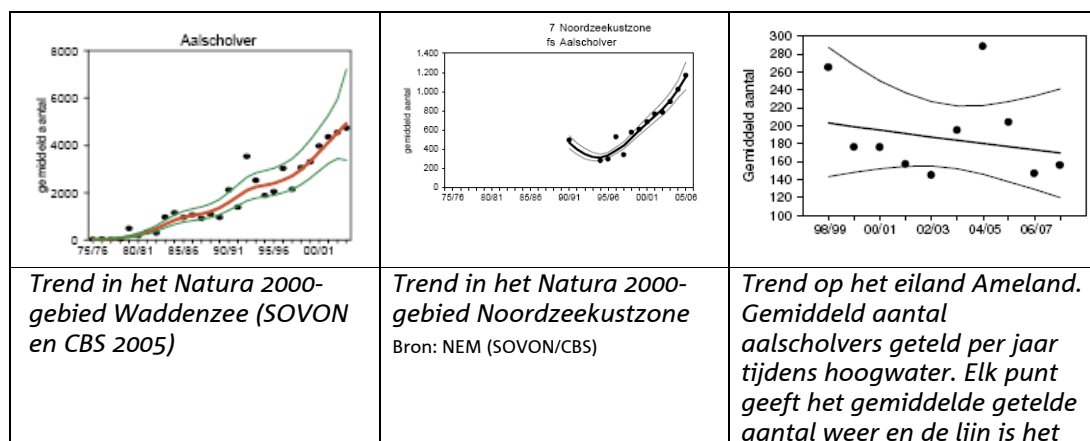 Aalscholver
gemiddeld aantal
8000
6000
4000
2000
0
75/76 80/81 85/86 90/91 95/96 00/01
Trend in het Natura 2000-
gebied Waddenzee (SOVON
en CBS 2005)
7 Noordzeekustzone
fs Aalscholver
gemiddeld aantal
1.400
1.200
1.000
800
600
400
200
0
75/76 80/81 85/86 90/91 95/96 00/01 05/06
Trend in het Natura 2000-
gebied Noordzeekustzone
Bron: NEM (SOVON/CBS)
Gemiddeld aantal
300
280
260
240
220
200
180
160
140
120
100
98/99 00/01 02/03 04/05 06/07
Trend op het eiland Ameland.
Gemiddeld aantal
aalscholvers geteld per jaar
tijdens hoogwater. Elk punt
geeft het gemiddelde getelde
aantal weer en de lijn is het